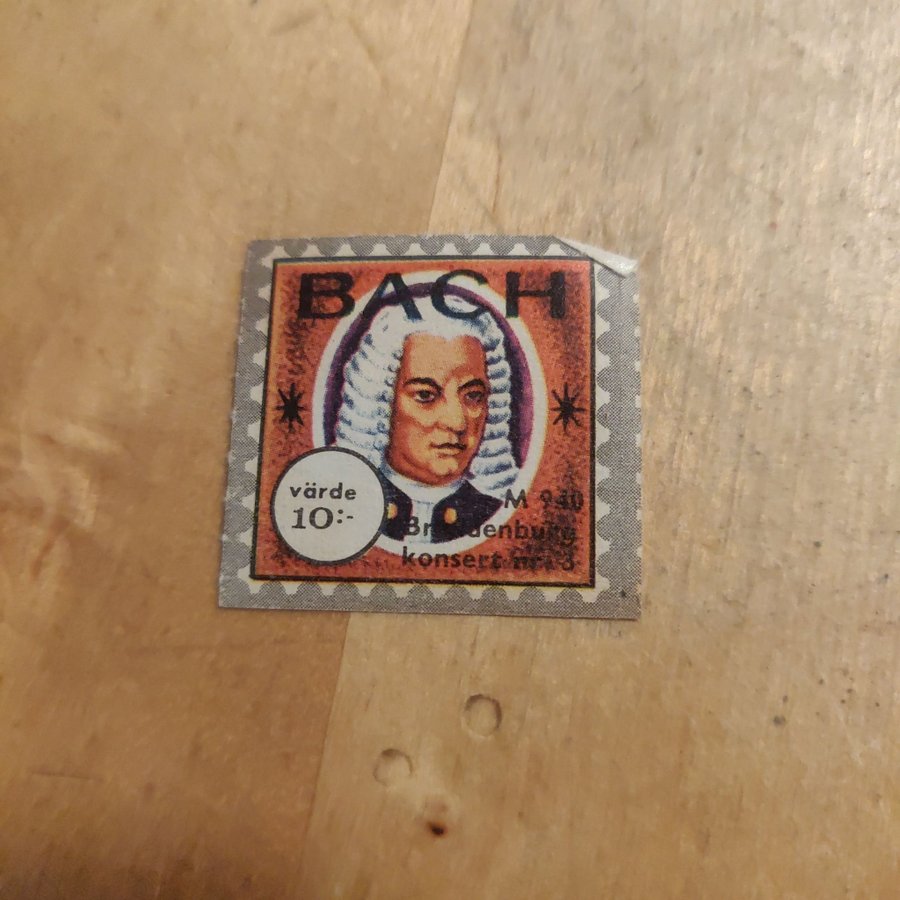 BACH
värde
10:-
M 940
Brandenburg
konsert nr. 3